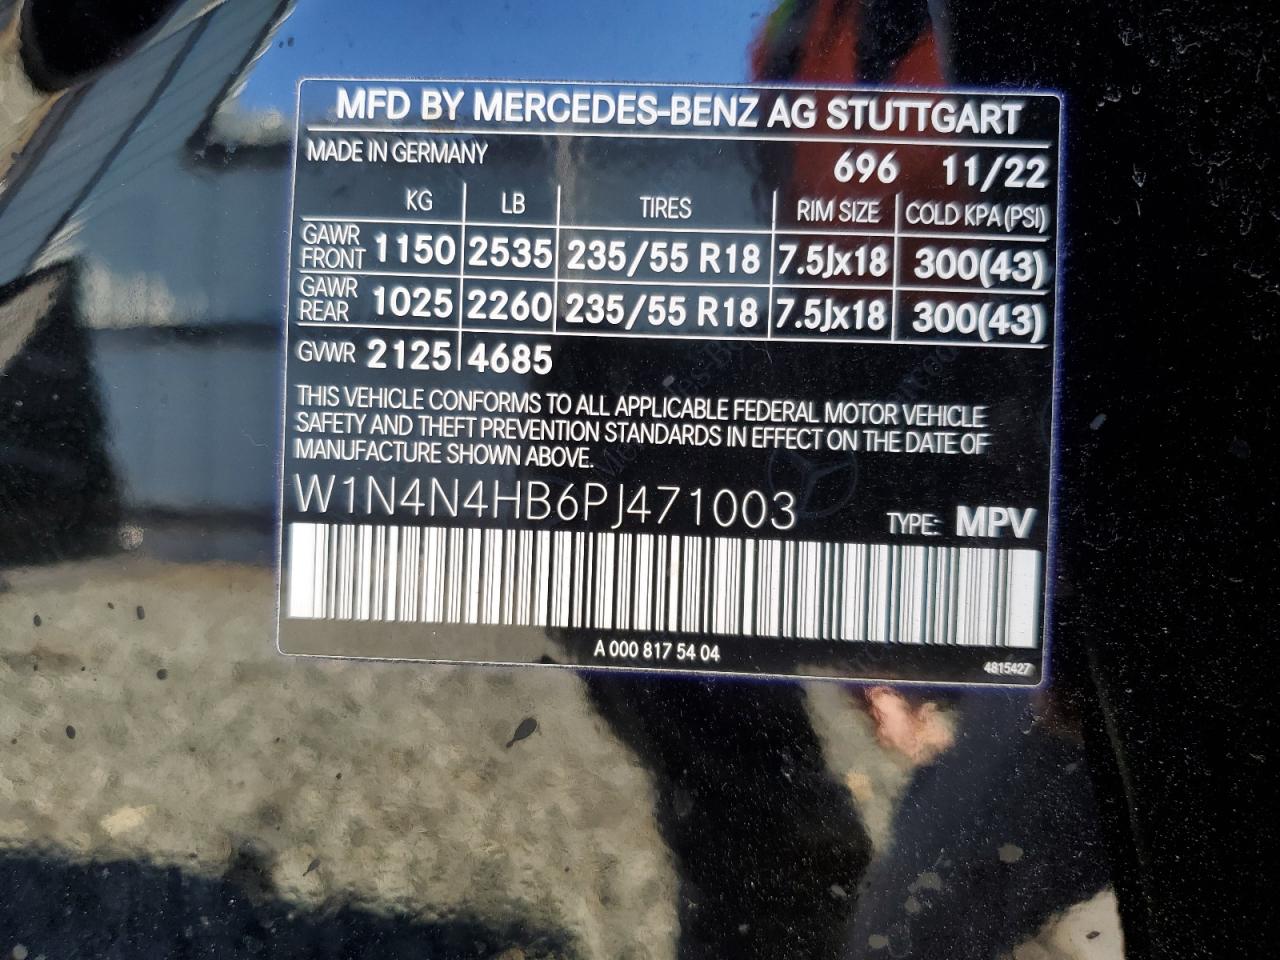 MFD BY MERCEDES-BENZ AG STUTTGART
MADE IN GERMANY 696 11/22
KG LB TIRES RIM SIZE COLD KPA (PSI)
GAWR FRONT 1150 2535 235/55 R18 7.5Jx18 300(43)
GAWR REAR 1025 2260 235/55 R18 7.5Jx18 300(43)
GVWR 2125 4685
THIS VEHICLE CONFORMS TO ALL APPLICABLE FEDERAL MOTOR VEHICLE
SAFETY AND THEFT PREVENTION STANDARDS IN EFFECT ON THE DATE OF
MANUFACTURE SHOWN ABOVE.
W1N4N4HB6PJ471003 TYPE: MPV
A 000 817 54 04
4815427